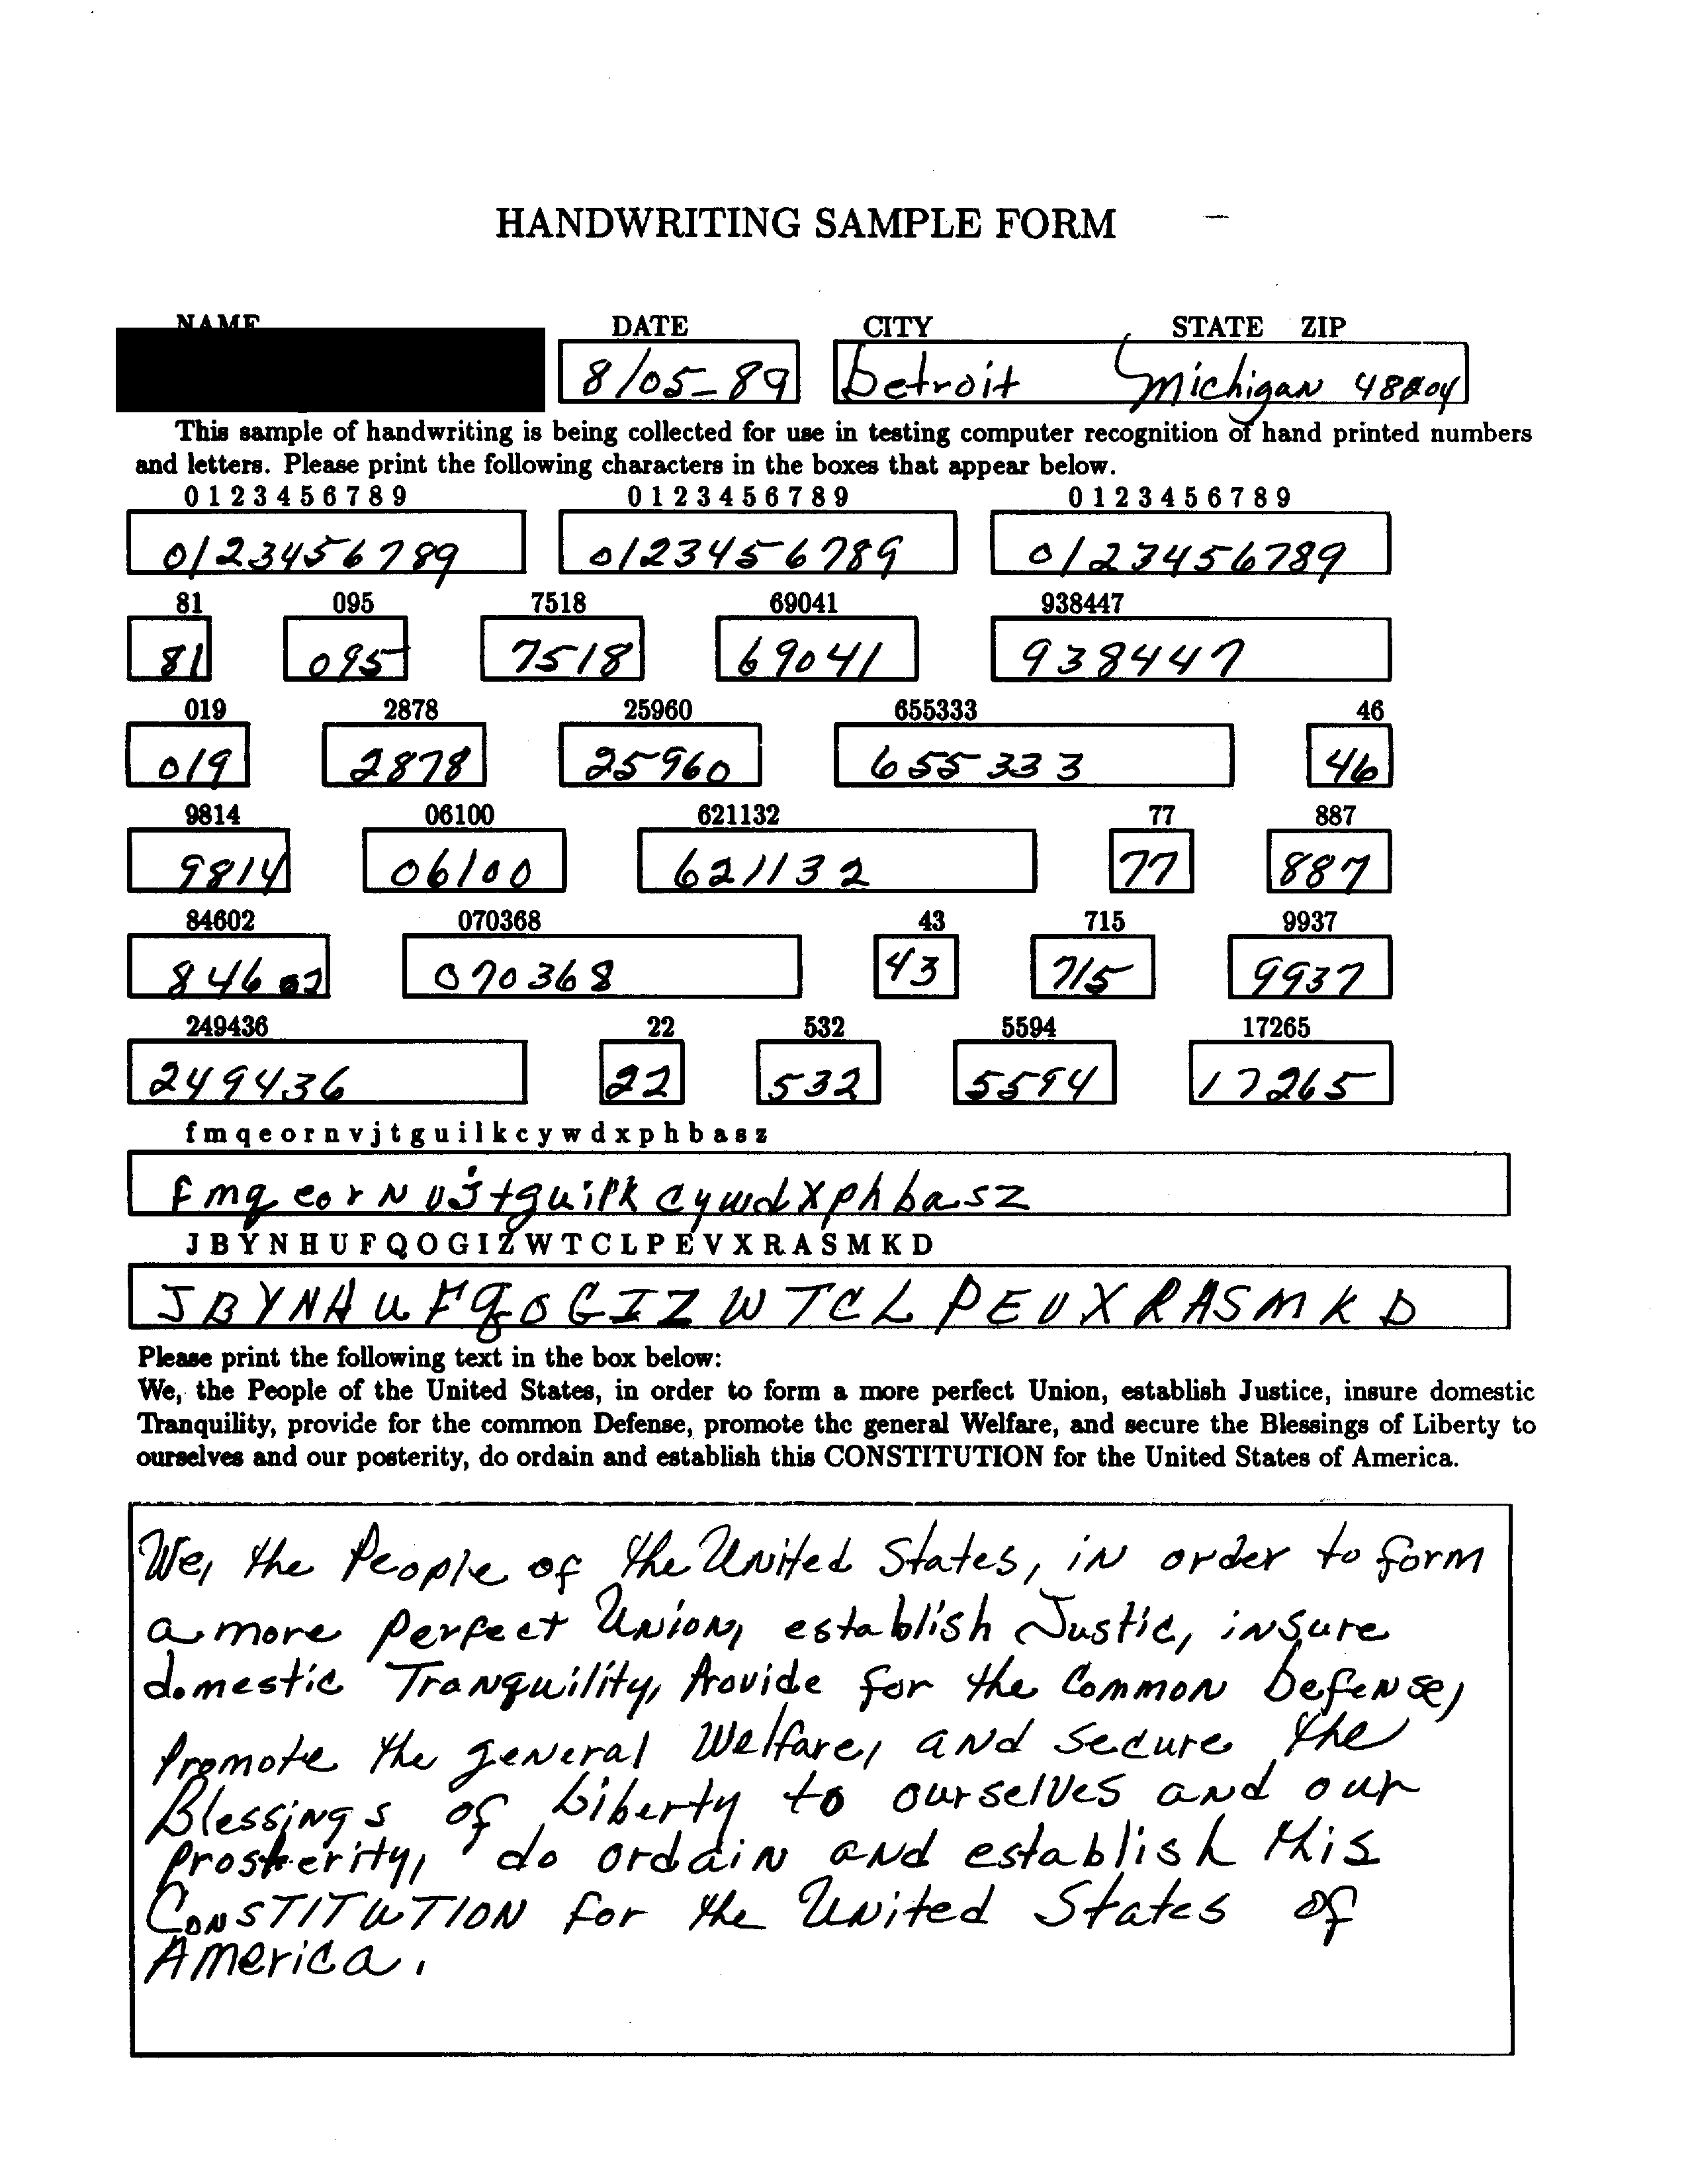 HANDWRITING SAMPLE FORM
NAME DATE CITY STATE ZIP
8/05-89 Detroit Michigan
This sample of handwriting is being collected for use in testing computer recognition of hand printed numbers
and letters. Please print the following characters in the boxes that appear below.
0 1 2 3 4 5 6 7 8 9 0 1 2 3 4 5 6 7 8 9 0 1 2 3 4 5 6 7 8 9
0123456789 0123456789 0123456789
81 095 7518 69041 938447
81 095 7518 69041 938447
019 2878 25960 655333 46
019 2878 25960 655333 46
9814 06100 621132 77 887
9814 06100 621132 77 887
84602 070368 43 715 9937
84602 070368 43 715 9937
249436 22 532 5594 17265
249436 22 532 5594 17265
f m q e o r n v j t g u i l k c y w d x p h b a s z
f m q e o r N v j t g u i l k c y w d x p h b a s z
J B Y N H U F Q O G I Z W T C L P E V X R A S M K D
J B Y N H U F Q O G I Z W T C L P E V X R A S M K D
Please print the following text in the box below:
We, the People of the United States, in order to form a more perfect Union, establish Justice, insure domestic
Tranquility, provide for the common Defense, promote the general Welfare, and secure the Blessings of Liberty to
ourselves and our posterity, do ordain and establish this CONSTITUTION for the United States of America.
We, the People of the United States, in order to form
a more perfect Union, establish Justic, insure
domestic Tranquility, Provide for the Common Defense,
Promote the general Welfare, and secure the
Blessings of Liberty to ourselves and our
Prosterity, do ordain and establish this
CONSTITUTION for the United States of
America.